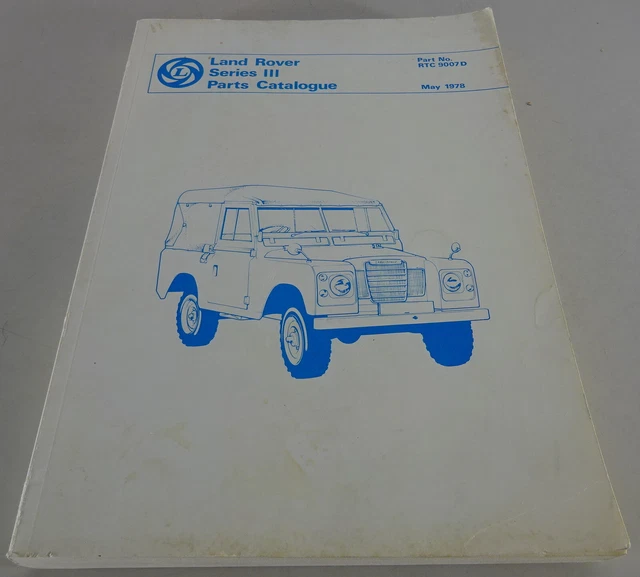 Land Rover
Series III
Parts Catalogue
Part No.
RTC 9007D
May 1978
L